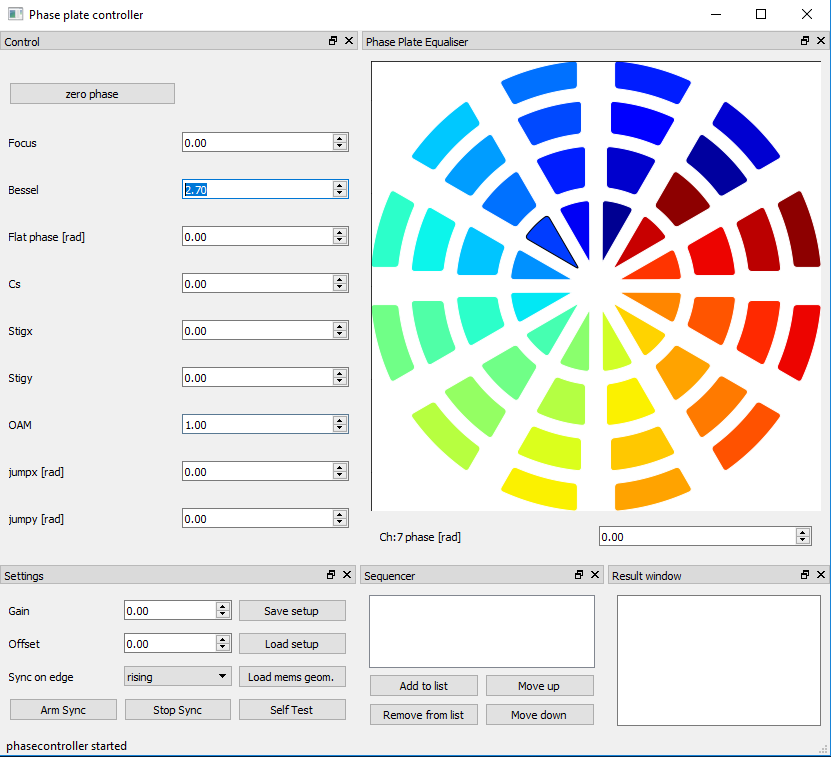 Phase plate controller
Control
Phase Plate Equaliser
zero phase
Focus 0.00
Bessel 2.70
Flat phase [rad] 0.00
Cs 0.00
Stigx 0.00
Stigy 0.00
OAM 1.00
jumpx [rad] 0.00
jumpy [rad] 0.00
Ch:7 phase [rad] 0.00
Settings
Gain 0.00 Save setup
Offset 0.00 Load setup
Sync on edge rising Load mems geom.
Arm Sync Stop Sync Self Test
Sequencer
Add to list Move up
Remove from list Move down
Result window
phasecontroller started